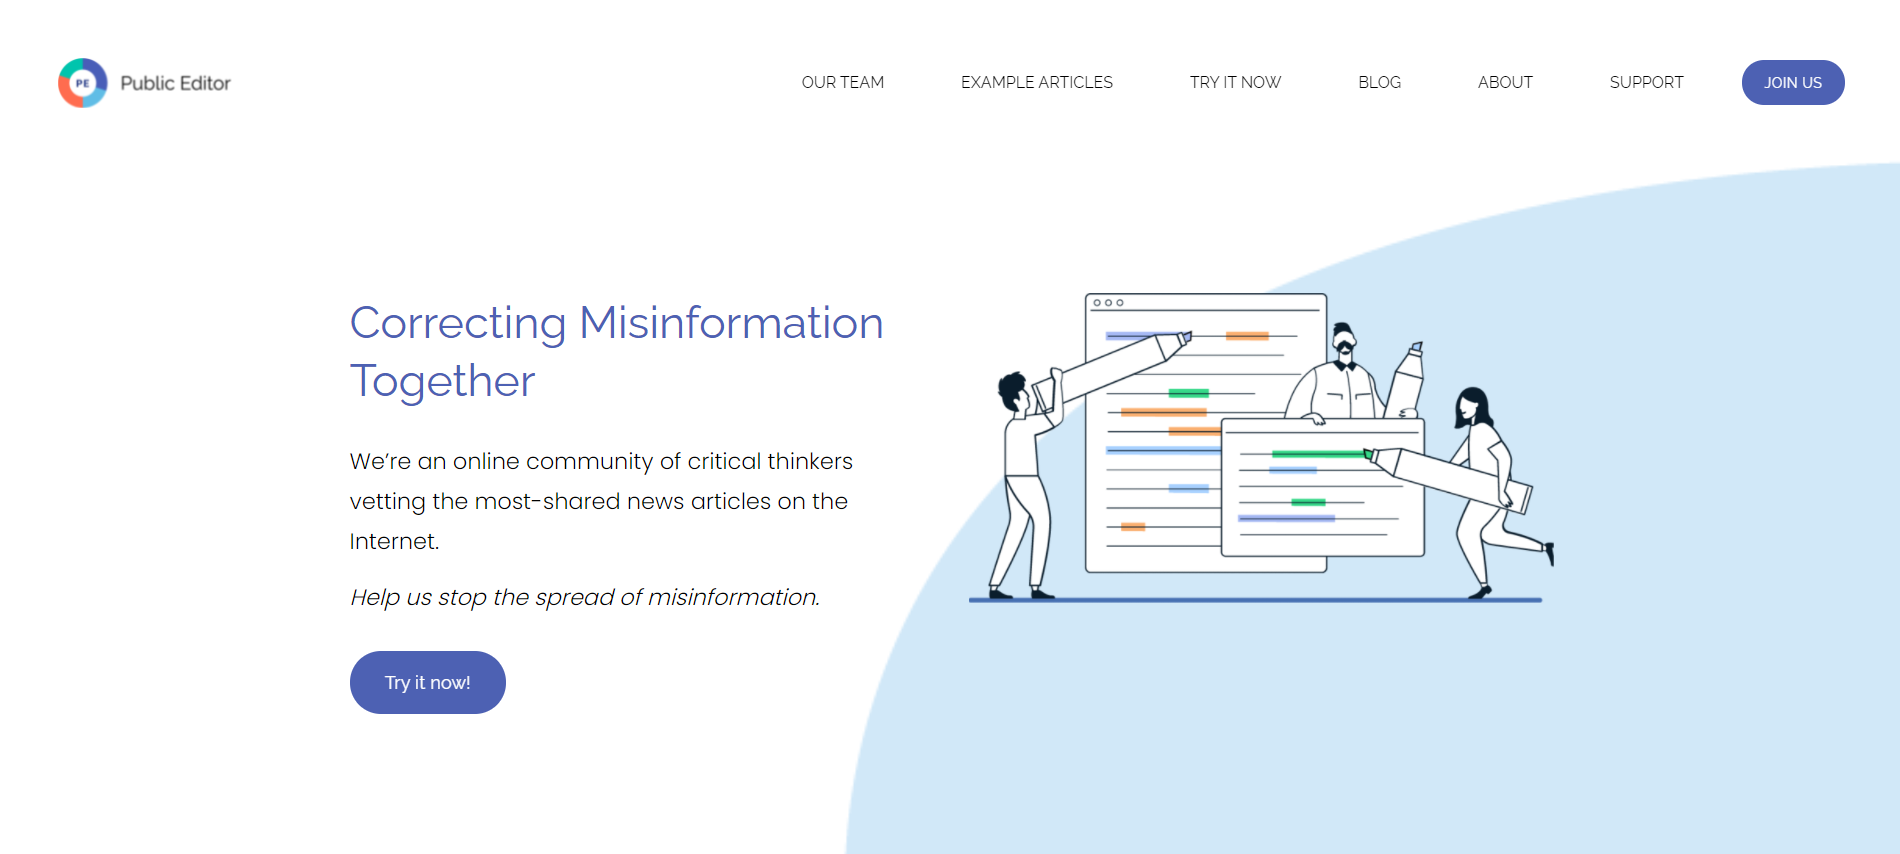 PE
Public Editor
OUR TEAM
EXAMPLE ARTICLES
TRY IT NOW
BLOG
ABOUT
SUPPORT
JOIN US
Correcting Misinformation
Together
We’re an online community of critical thinkers
vetting the most-shared news articles on the
Internet.
Help us stop the spread of misinformation.
Try it now!